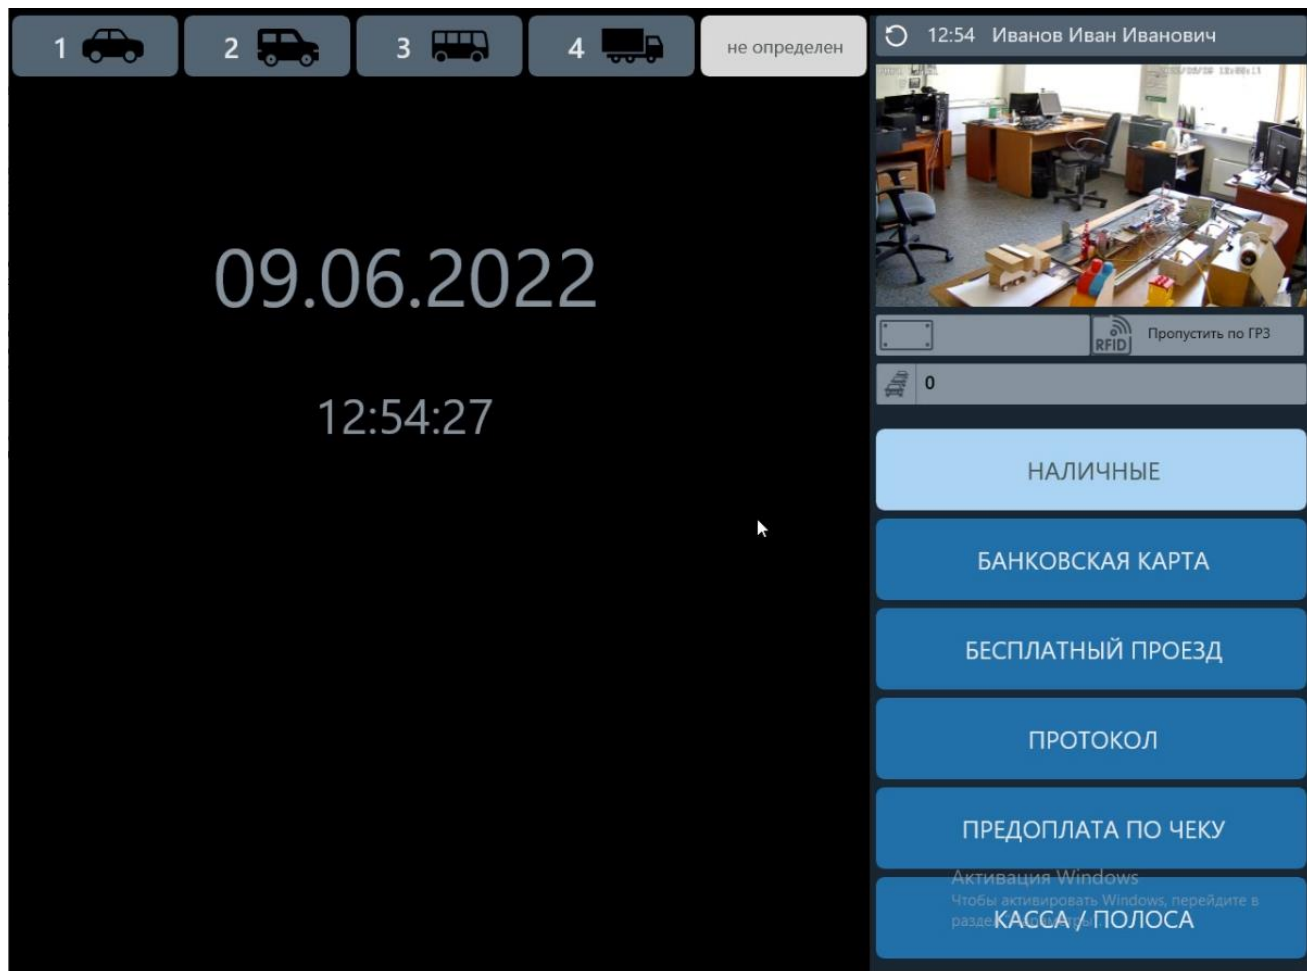 1
2
3
4
не определен
12:54 Иванов Иван Иванович
09.06.2022
12:54:27
RFID
Пропустить по ГРЗ
0
НАЛИЧНЫЕ
БАНКОВСКАЯ КАРТА
БЕСПЛАТНЫЙ ПРОЕЗД
ПРОТОКОЛ
ПРЕДОПЛАТА ПО ЧЕКУ
Активация Windows
Чтобы активировать Windows, перейдите в
КАССА / ПОЛОСА